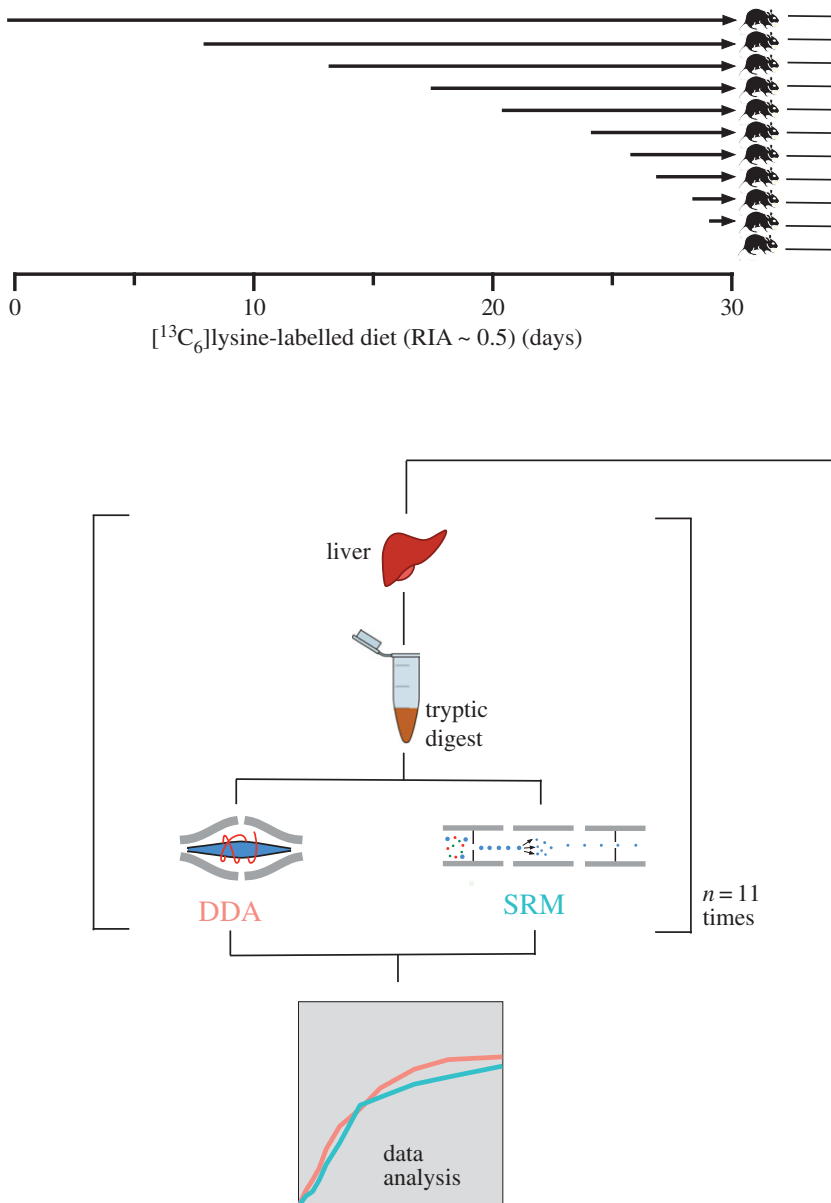 0 10 20 30
[¹³C₆]lysine-labelled diet (RIA ~ 0.5) (days)
liver
tryptic
digest
DDA
SRM
n = 11
times
data
analysis